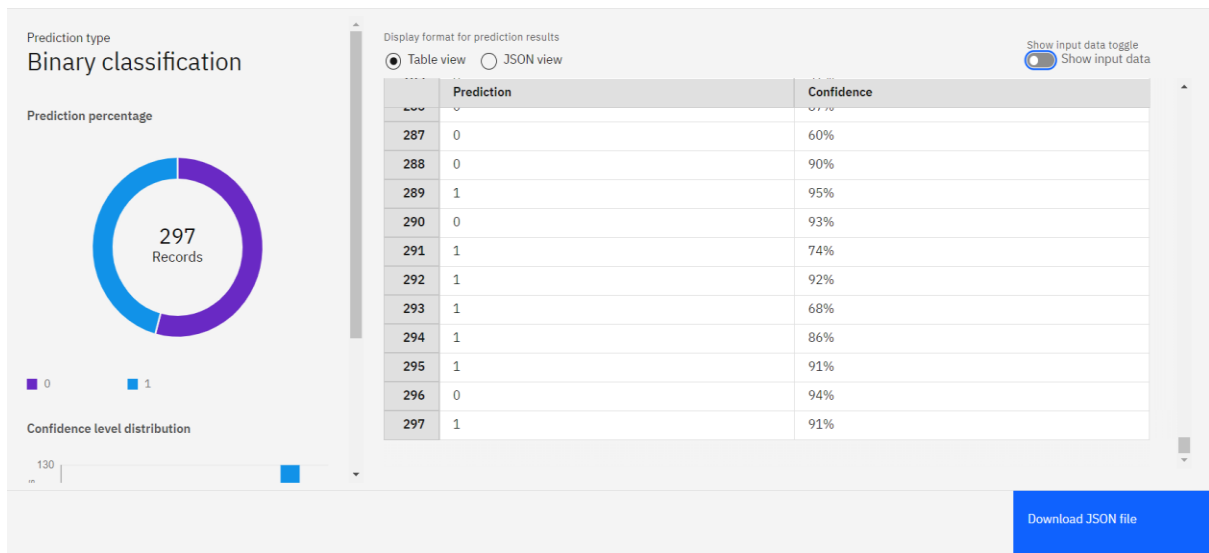 Prediction type
Binary classification
Prediction percentage
297
Records
0 1
Confidence level distribution
130
Display format for prediction results
Table view JSON view
Show input data toggle
Show input data
Prediction Confidence
287 0 60%
288 0 90%
289 1 95%
290 0 93%
291 1 74%
292 1 92%
293 1 68%
294 1 86%
295 1 91%
296 0 94%
297 1 91%
Download JSON file